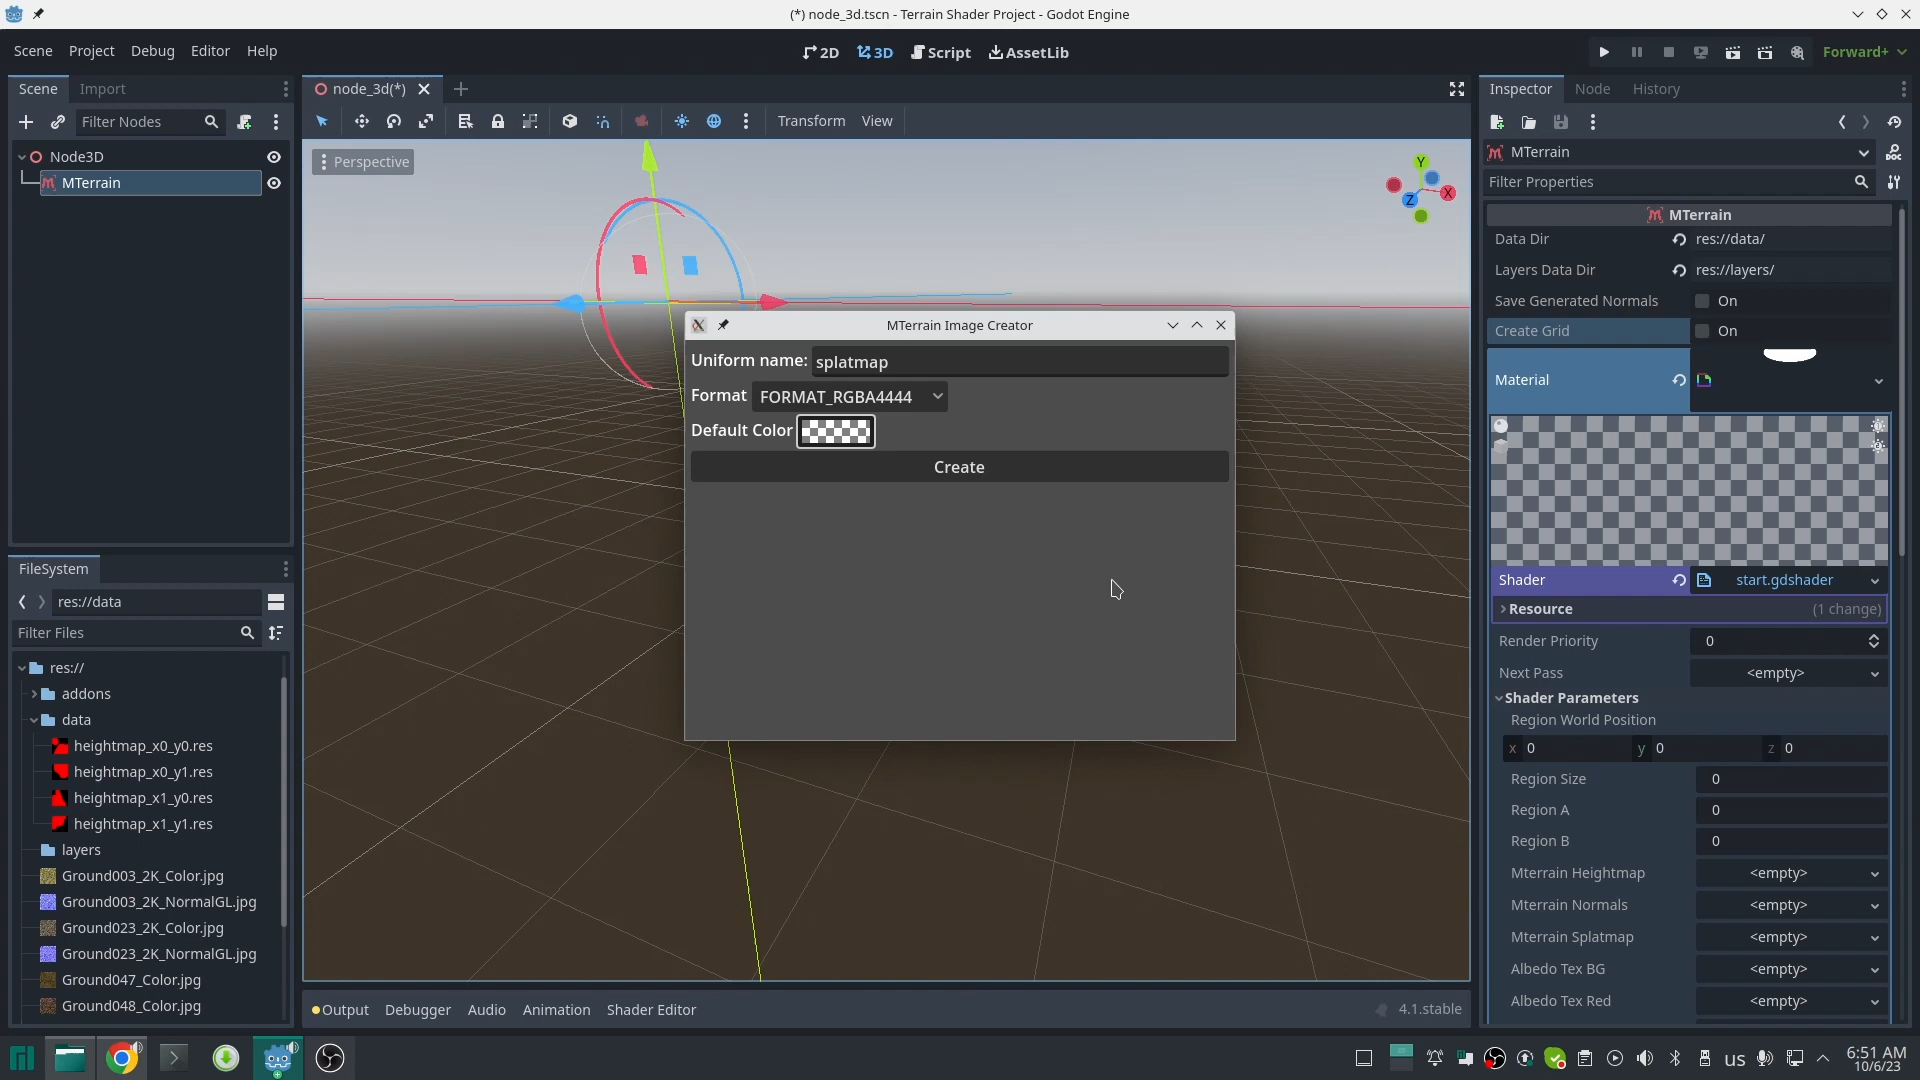 (*) node_3d.tscn - Terrain Shader Project - Godot Engine
Scene Project Debug Editor Help
2D 3D Script AssetLib
Forward+
Scene Import
Filter Nodes
Node3D
MTerrain
node_3d(*)
Transform View
Perspective
Y
X
Z
MTerrain Image Creator
Uniform name: splatmap
Format FORMAT_RGBA4444
Default Color
Create
FileSystem
res://data
Filter Files
res://
addons
data
heightmap_x0_y0.res
heightmap_x0_y1.res
heightmap_x1_y0.res
heightmap_x1_y1.res
layers
Ground003_2K_Color.jpg
Ground003_2K_NormalGL.jpg
Ground023_2K_Color.jpg
Ground023_2K_NormalGL.jpg
Ground047_Color.jpg
Ground048_Color.jpg
Output Debugger Audio Animation Shader Editor
4.1.stable
Inspector Node History
MTerrain
DOC
Filter Properties
MTerrain
Data Dir res://data/
Layers Data Dir res://layers/
Save Generated Normals On
Create Grid On
Material
Shader start.gdshader
Resource (1 change)
Render Priority 0
Next Pass <empty>
Shader Parameters
Region World Position
x 0 y 0 z 0
Region Size 0
Region A 0
Region B 0
Mterrain Heightmap <empty>
Mterrain Normals <empty>
Mterrain Splatmap <empty>
Albedo Tex BG <empty>
Albedo Tex Red <empty>
us
6:51 AM
10/6/23